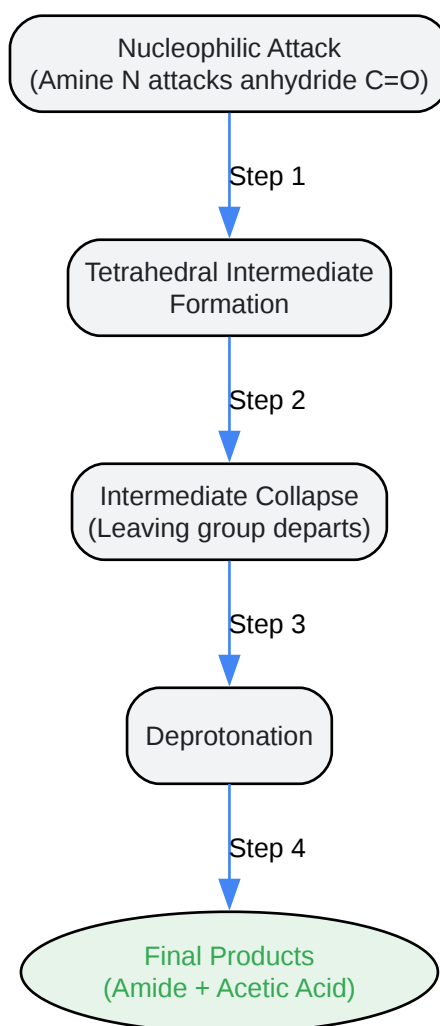 Nucleophilic Attack
(Amine N attacks anhydride C=O)
Step 1
Tetrahedral Intermediate
Formation
Step 2
Intermediate Collapse
(Leaving group departs)
Step 3
Deprotonation
Step 4
Final Products
(Amide + Acetic Acid)